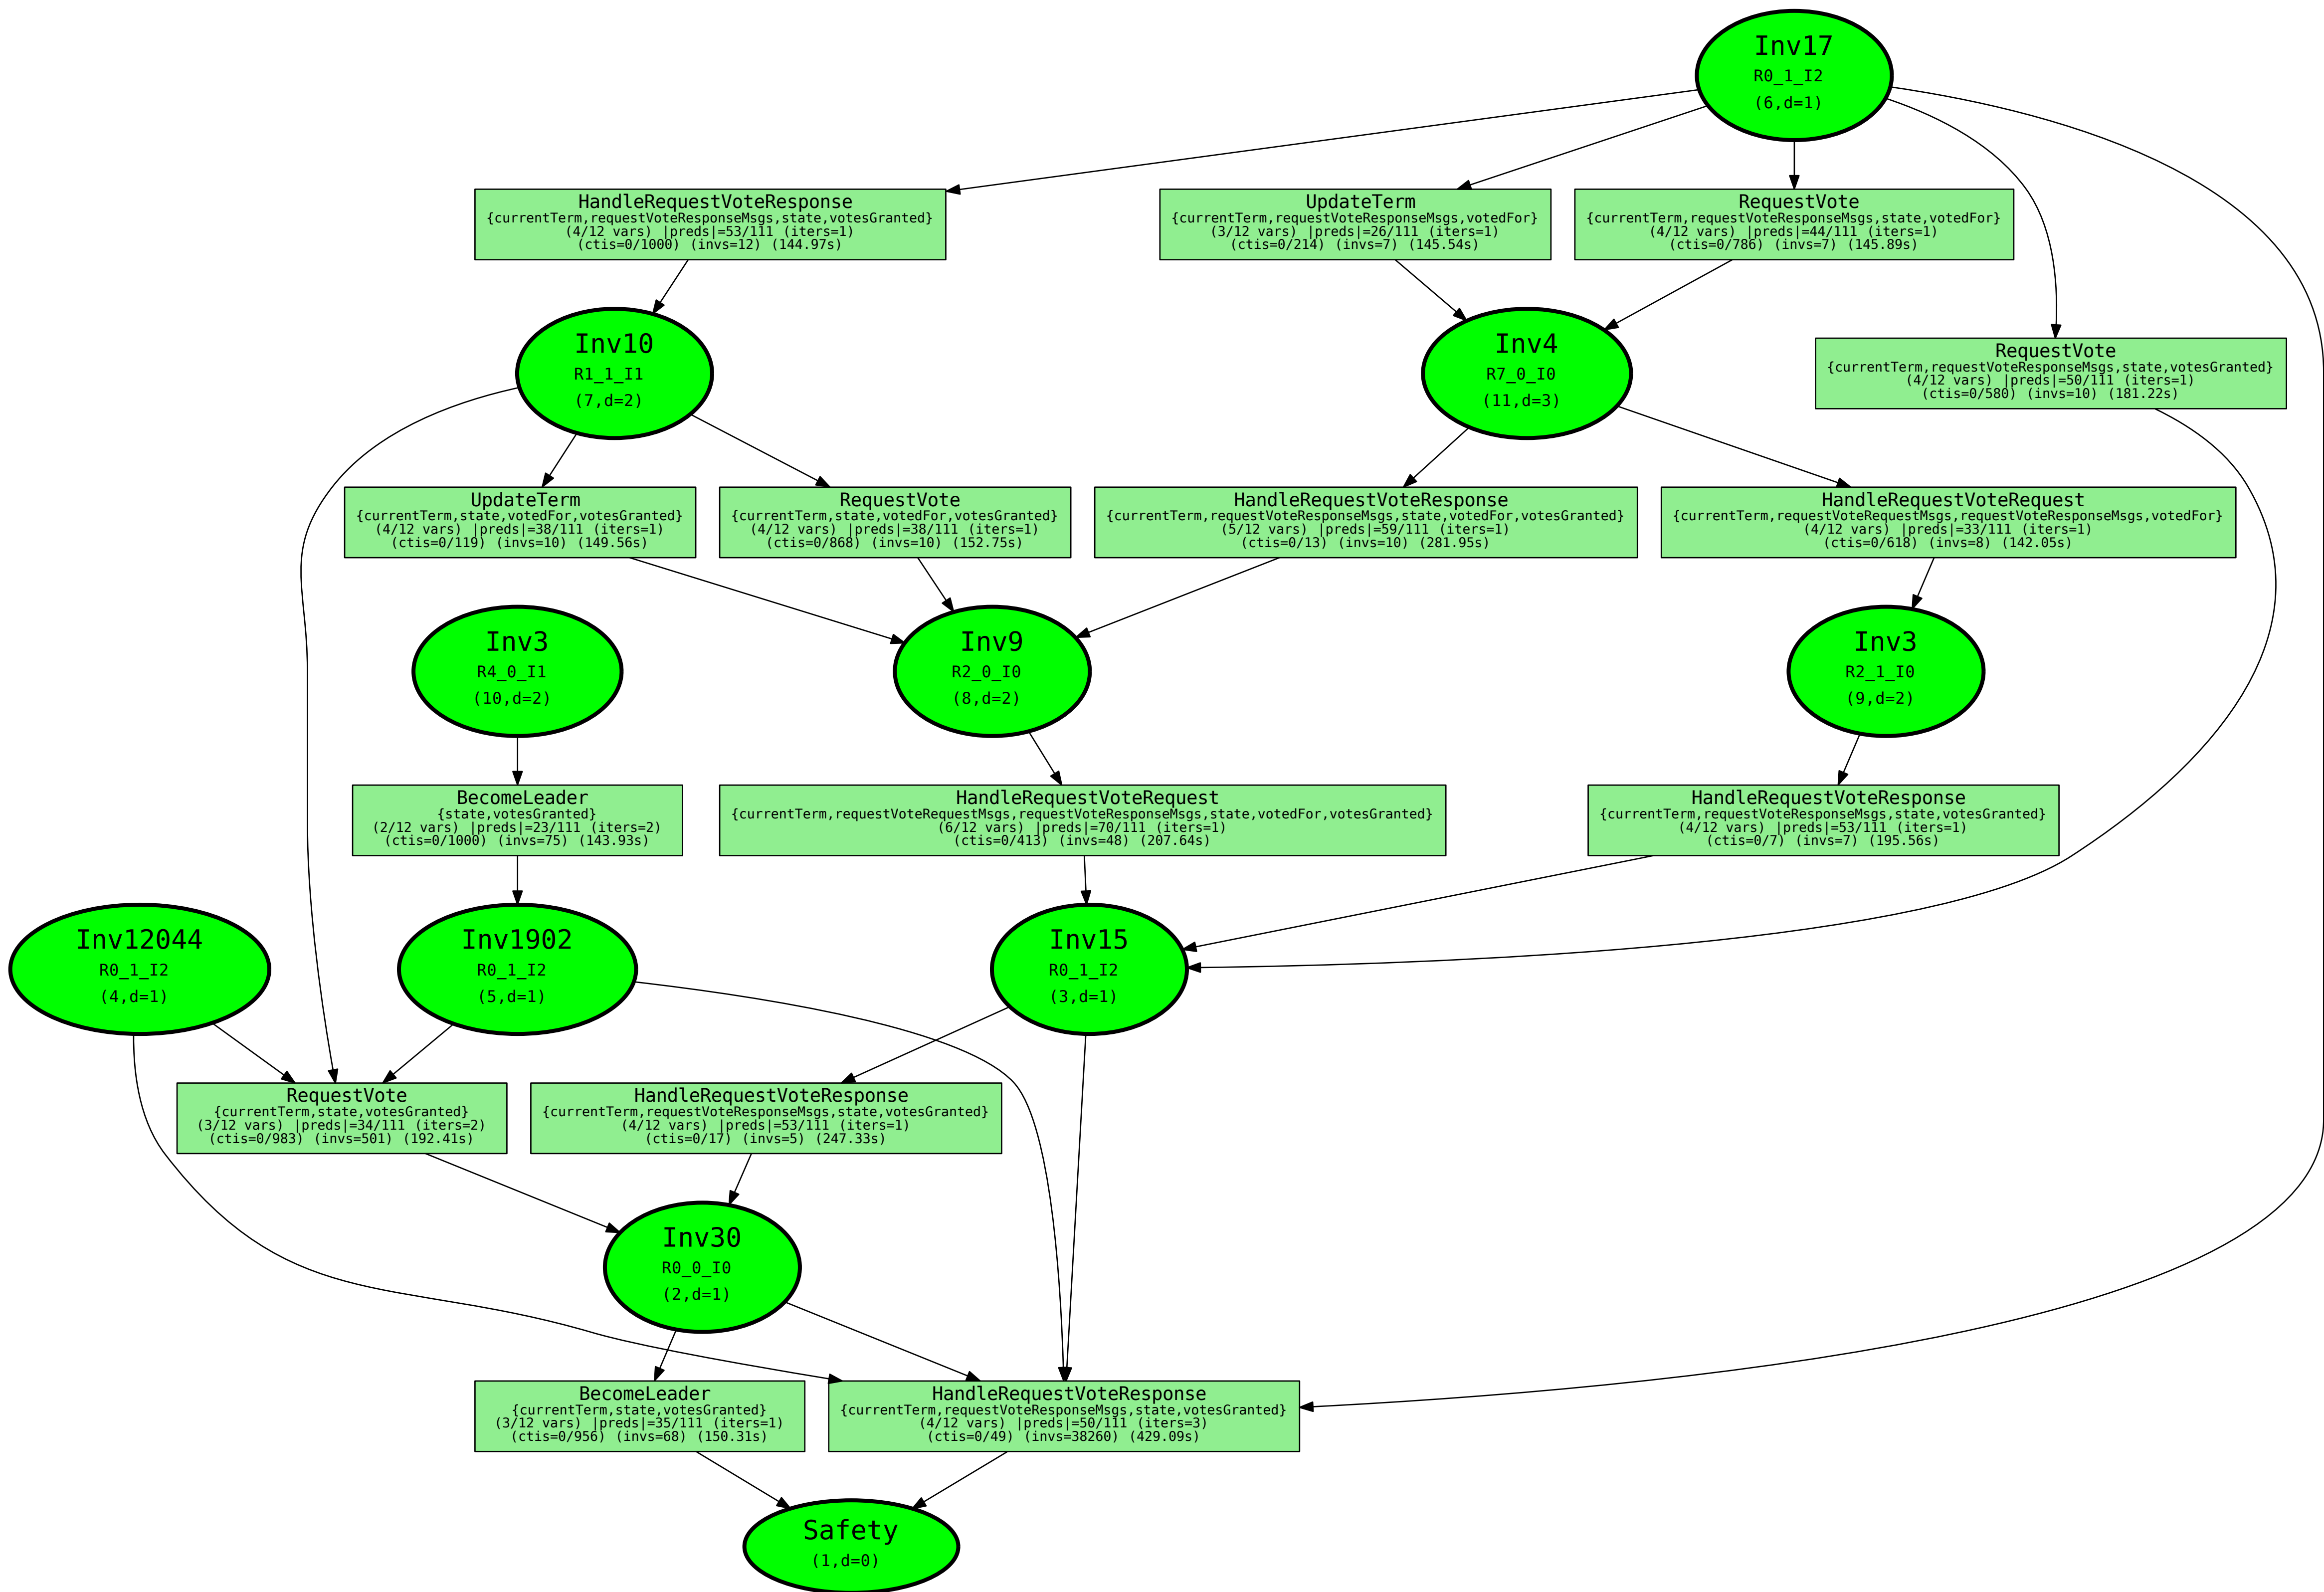 Inv17
R0_1_I2
(6,d=1)
HandleRequestVoteResponse
{currentTerm,requestVoteResponseMsgs,state,votesGranted}
(4/12 vars) |preds|=53/111 (iters=1)
(ctis=0/1000) (invs=12) (144.97s)
UpdateTerm
{currentTerm,requestVoteResponseMsgs,votedFor}
(3/12 vars) |preds|=26/111 (iters=1)
(ctis=0/214) (invs=7) (145.54s)
RequestVote
{currentTerm,requestVoteResponseMsgs,state,votedFor}
(4/12 vars) |preds|=44/111 (iters=1)
(ctis=0/786) (invs=7) (145.89s)
Inv10
R1_1_I1
(7,d=2)
Inv4
R7_0_I0
(11,d=3)
RequestVote
{currentTerm,requestVoteResponseMsgs,state,votesGranted}
(4/12 vars) |preds|=50/111 (iters=1)
(ctis=0/580) (invs=10) (181.22s)
UpdateTerm
{currentTerm,state,votedFor,votesGranted}
(4/12 vars) |preds|=38/111 (iters=1)
(ctis=0/119) (invs=10) (149.56s)
RequestVote
{currentTerm,state,votedFor,votesGranted}
(4/12 vars) |preds|=38/111 (iters=1)
(ctis=0/868) (invs=10) (152.75s)
HandleRequestVoteResponse
{currentTerm,requestVoteResponseMsgs,state,votedFor,votesGranted}
(5/12 vars) |preds|=59/111 (iters=1)
(ctis=0/13) (invs=10) (281.95s)
HandleRequestVoteRequest
{currentTerm,requestVoteRequestMsgs,requestVoteResponseMsgs,votedFor}
(4/12 vars) |preds|=33/111 (iters=1)
(ctis=0/618) (invs=8) (142.05s)
Inv3
R4_0_I1
(10,d=2)
Inv9
R2_0_I0
(8,d=2)
Inv3
R2_1_I0
(9,d=2)
BecomeLeader
{state,votesGranted}
(2/12 vars) |preds|=23/111 (iters=2)
(ctis=0/1000) (invs=75) (143.93s)
HandleRequestVoteRequest
{currentTerm,requestVoteRequestMsgs,requestVoteResponseMsgs,state,votedFor,votesGranted}
(6/12 vars) |preds|=70/111 (iters=1)
(ctis=0/413) (invs=48) (207.64s)
HandleRequestVoteResponse
{currentTerm,requestVoteResponseMsgs,state,votesGranted}
(4/12 vars) |preds|=53/111 (iters=1)
(ctis=0/7) (invs=7) (195.56s)
Inv12044
R0_1_I2
(4,d=1)
Inv1902
R0_1_I2
(5,d=1)
Inv15
R0_1_I2
(3,d=1)
RequestVote
{currentTerm,state,votesGranted}
(3/12 vars) |preds|=34/111 (iters=2)
(ctis=0/983) (invs=501) (192.41s)
HandleRequestVoteResponse
{currentTerm,requestVoteResponseMsgs,state,votesGranted}
(4/12 vars) |preds|=53/111 (iters=1)
(ctis=0/17) (invs=5) (247.33s)
Inv30
R0_0_I0
(2,d=1)
BecomeLeader
{currentTerm,state,votesGranted}
(3/12 vars) |preds|=35/111 (iters=1)
(ctis=0/956) (invs=68) (150.31s)
HandleRequestVoteResponse
{currentTerm,requestVoteResponseMsgs,state,votesGranted}
(4/12 vars) |preds|=50/111 (iters=3)
(ctis=0/49) (invs=38260) (429.09s)
Safety
(1,d=0)